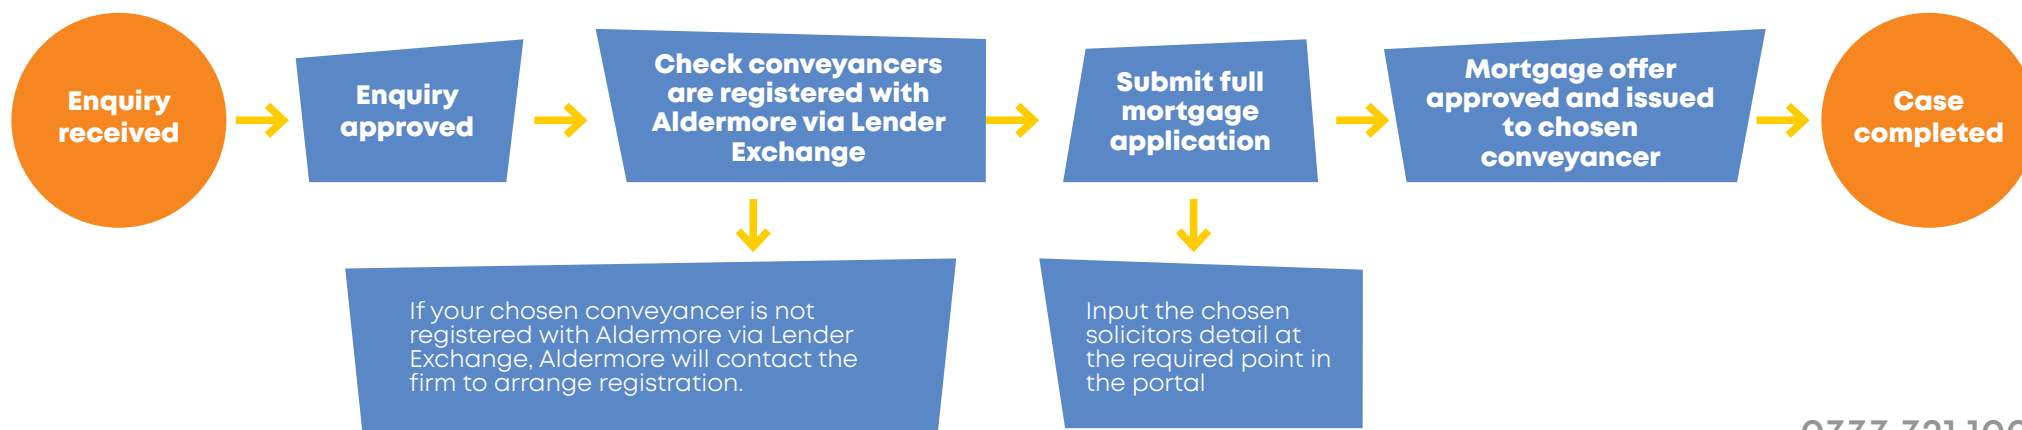 Enquiry
received
Enquiry
approved
Check conveyancers
are registered with
Aldermore via Lender
Exchange
Submit full
mortgage
application
Mortgage offer
approved and issued
to chosen
conveyancer
Case
completed
If your chosen conveyancer is not
registered with Aldermore via Lender
Exchange, Aldermore will contact the
firm to arrange registration.
Input the chosen
solicitors detail at
the required point in
the portal